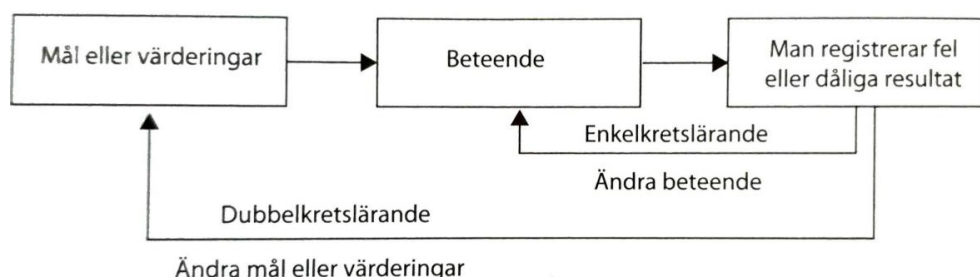 Mål eller värderingar
Beteende
Man registrerar fel
eller dåliga resultat
Enkelkretslärande
Ändra beteende
Dubbelkretslärande
Ändra mål eller värderingar